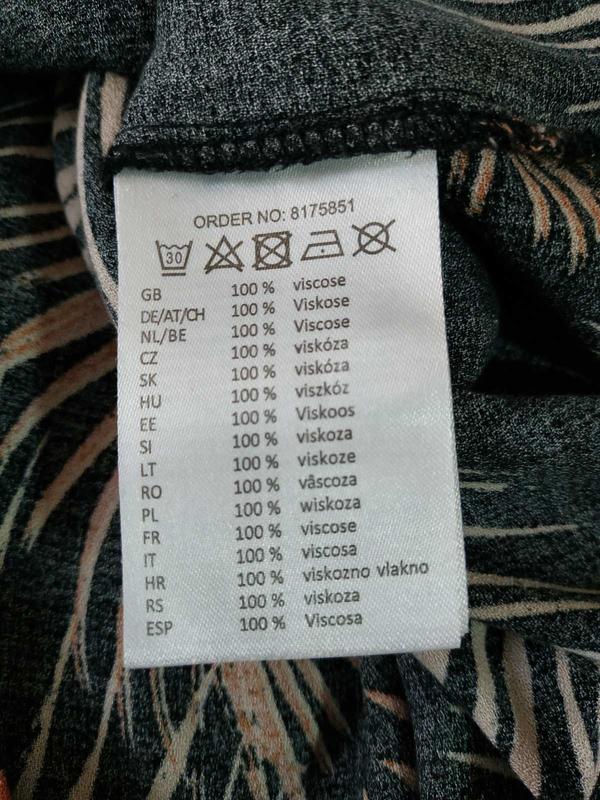 ORDER NO: 8175851
30
GB 100 % viscose
DE/AT/CH 100 % Viskose
NL/BE 100 % Viscose
CZ 100 % viskóza
SK 100 % viskóza
HU 100 % viszkóz
EE 100 % Viskoos
SI 100 % viskoza
LT 100 % viskoze
RO 100 % vâscoza
PL 100 % wiskoza
FR 100 % viscose
IT 100 % viscosa
HR 100 % viskozno vlakno
RS 100 % viskoza
ESP 100 % Viscosa